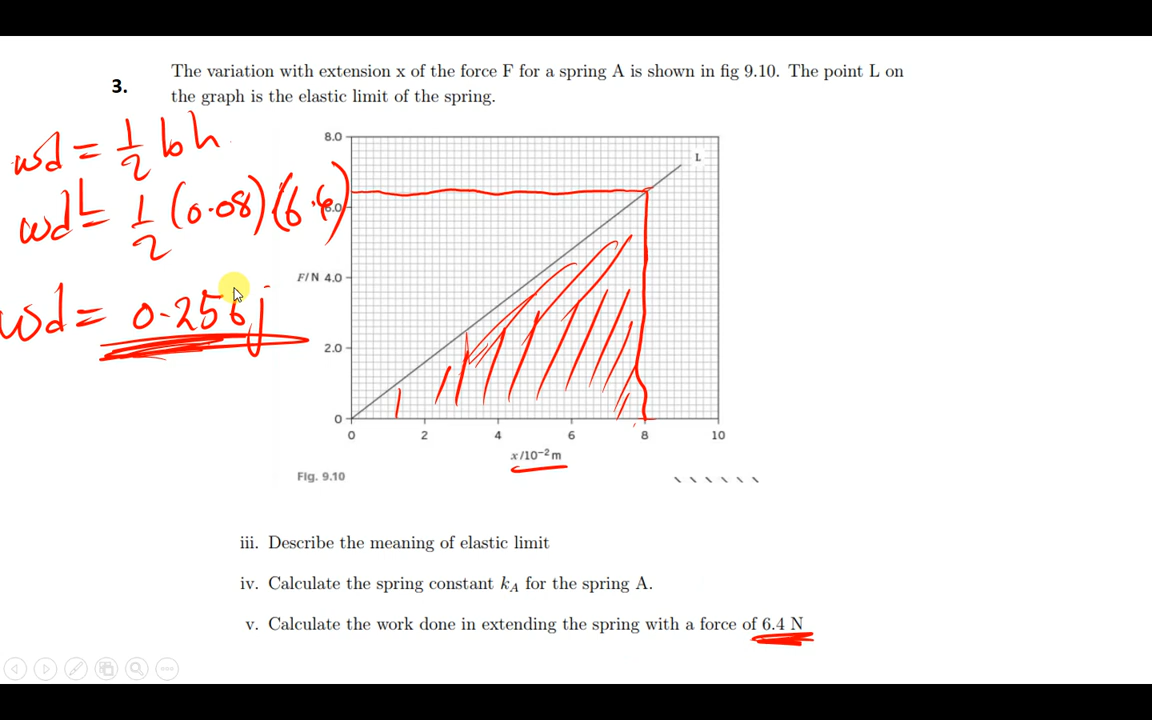 3.
The variation with extension x of the force F for a spring A is shown in fig 9.10. The point L on
the graph is the elastic limit of the spring.
wd = 1/2 bh
wd = 1/2 (0.08)(6.4)
wd = 0.256 j
8.0
6.0
F/N 4.0
2.0
0
L
0 2 4 6 8 10
x/10⁻² m
Fig. 9.10
iii. Describe the meaning of elastic limit
iv. Calculate the spring constant k_A for the spring A.
v. Calculate the work done in extending the spring with a force of 6.4 N